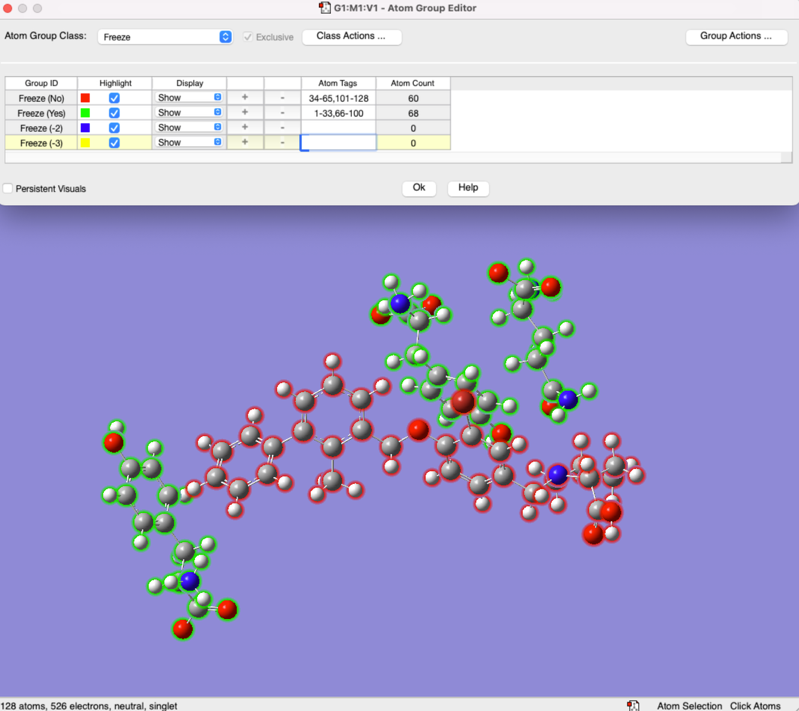 G1:M1:V1 - Atom Group Editor
Atom Group Class: Freeze Exclusive Class Actions ... Group Actions ...
Group ID Highlight Display Atom Tags Atom Count
Freeze (No) Show + - 34-65,101-128 60
Freeze (Yes) Show + - 1-33,66-100 68
Freeze (-2) Show + - 0
Freeze (-3) Show + - 0
Persistent Visuals Ok Help
128 atoms, 526 electrons, neutral, singlet Atom Selection Click Atoms